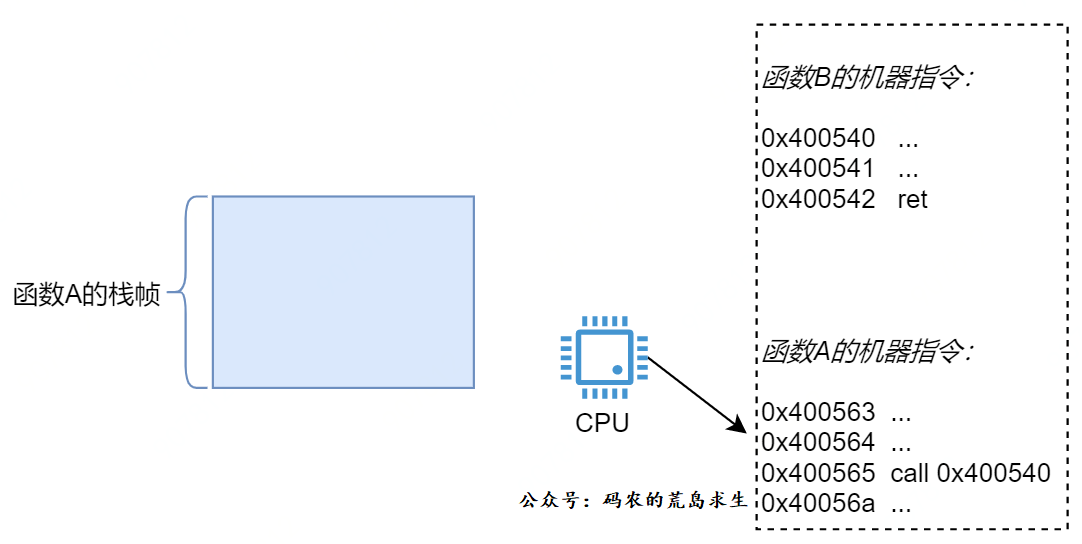 函数B的机器指令：
0x400540 ...
0x400541 ...
0x400542 ret
函数A的栈帧
函数A的机器指令：
CPU
0x400563 ...
0x400564 ...
0x400565 call 0x400540
0x40056a ...
公众号：码农的荒岛求生